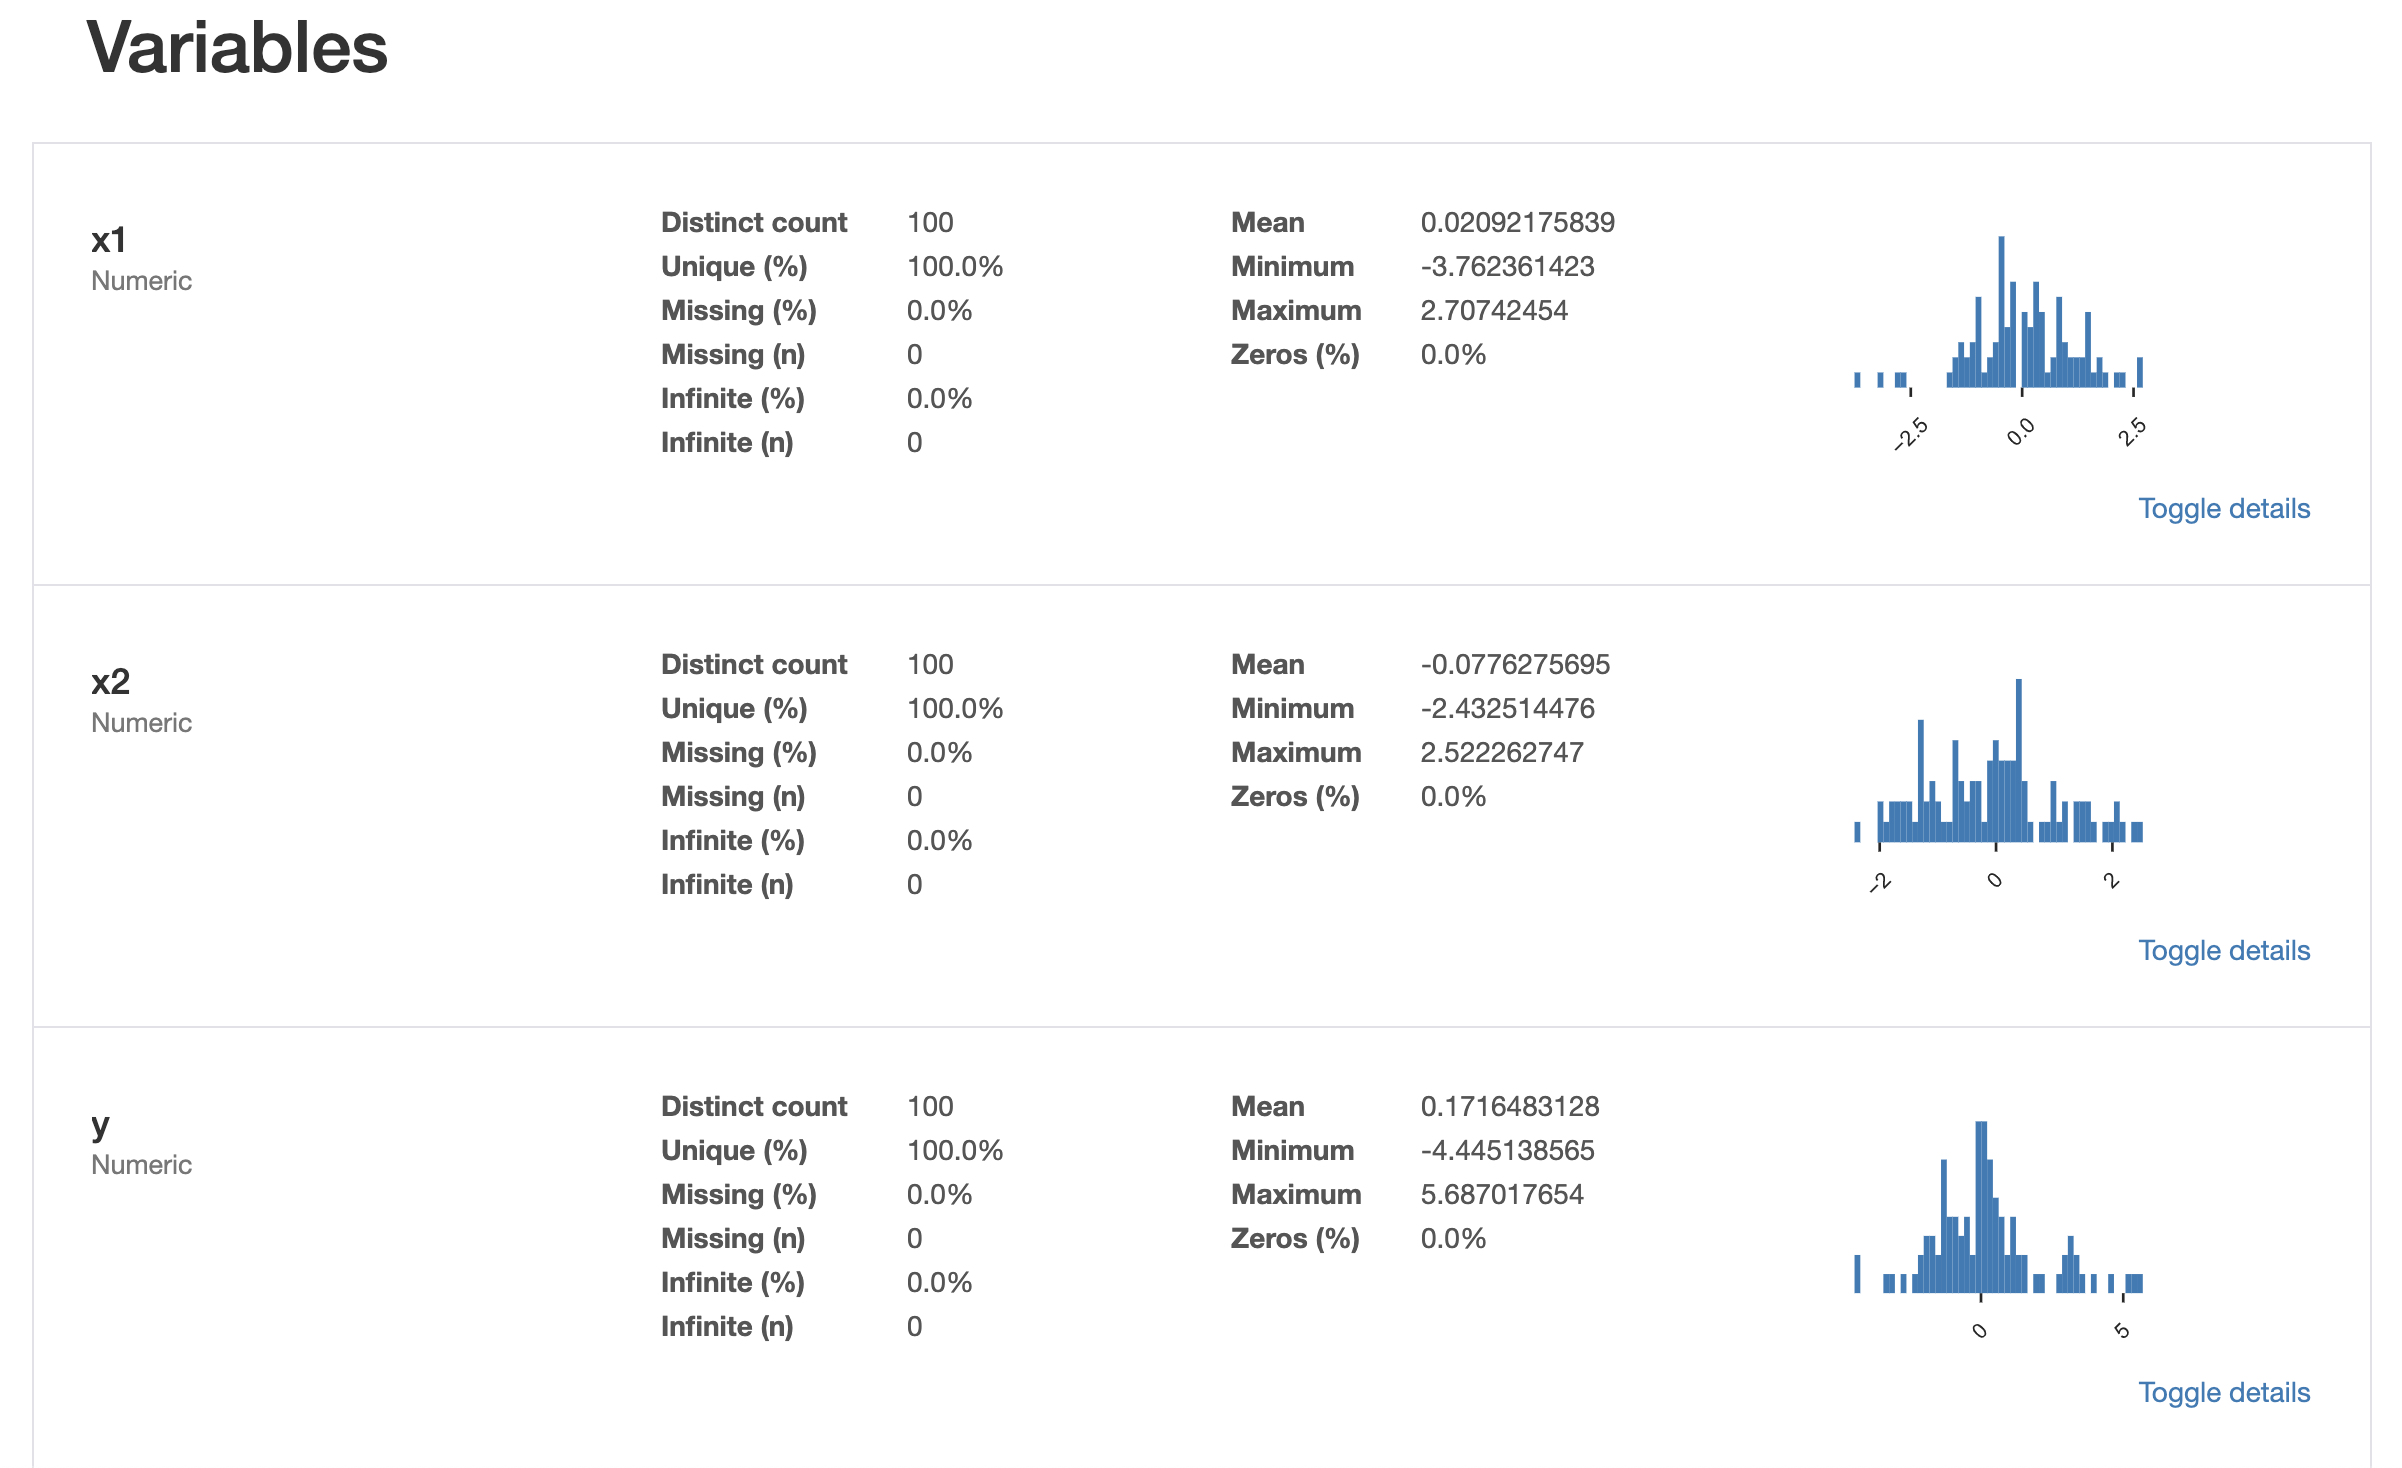 Variables
x1
Numeric
Distinct count 100
Unique (%) 100.0%
Missing (%) 0.0%
Missing (n) 0
Infinite (%) 0.0%
Infinite (n) 0
Mean 0.02092175839
Minimum -3.762361423
Maximum 2.70742454
Zeros (%) 0.0%
−2.5 0.0 2.5
Toggle details
x2
Numeric
Distinct count 100
Unique (%) 100.0%
Missing (%) 0.0%
Missing (n) 0
Infinite (%) 0.0%
Infinite (n) 0
Mean -0.0776275695
Minimum -2.432514476
Maximum 2.522262747
Zeros (%) 0.0%
−2 0 2
Toggle details
y
Numeric
Distinct count 100
Unique (%) 100.0%
Missing (%) 0.0%
Missing (n) 0
Infinite (%) 0.0%
Infinite (n) 0
Mean 0.1716483128
Minimum -4.445138565
Maximum 5.687017654
Zeros (%) 0.0%
0 5
Toggle details